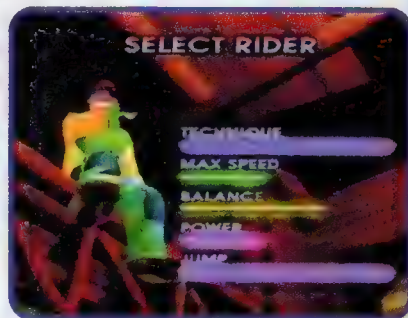 SELECT RIDER
TECHNIQUE
MAX SPEED
BALANCE
POWER
JUMP